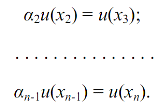 α₂u(x₂) = u(x₃);
. . . . . . . . . . . . . . .
αₙ₋₁u(xₙ₋₁) = u(xₙ).